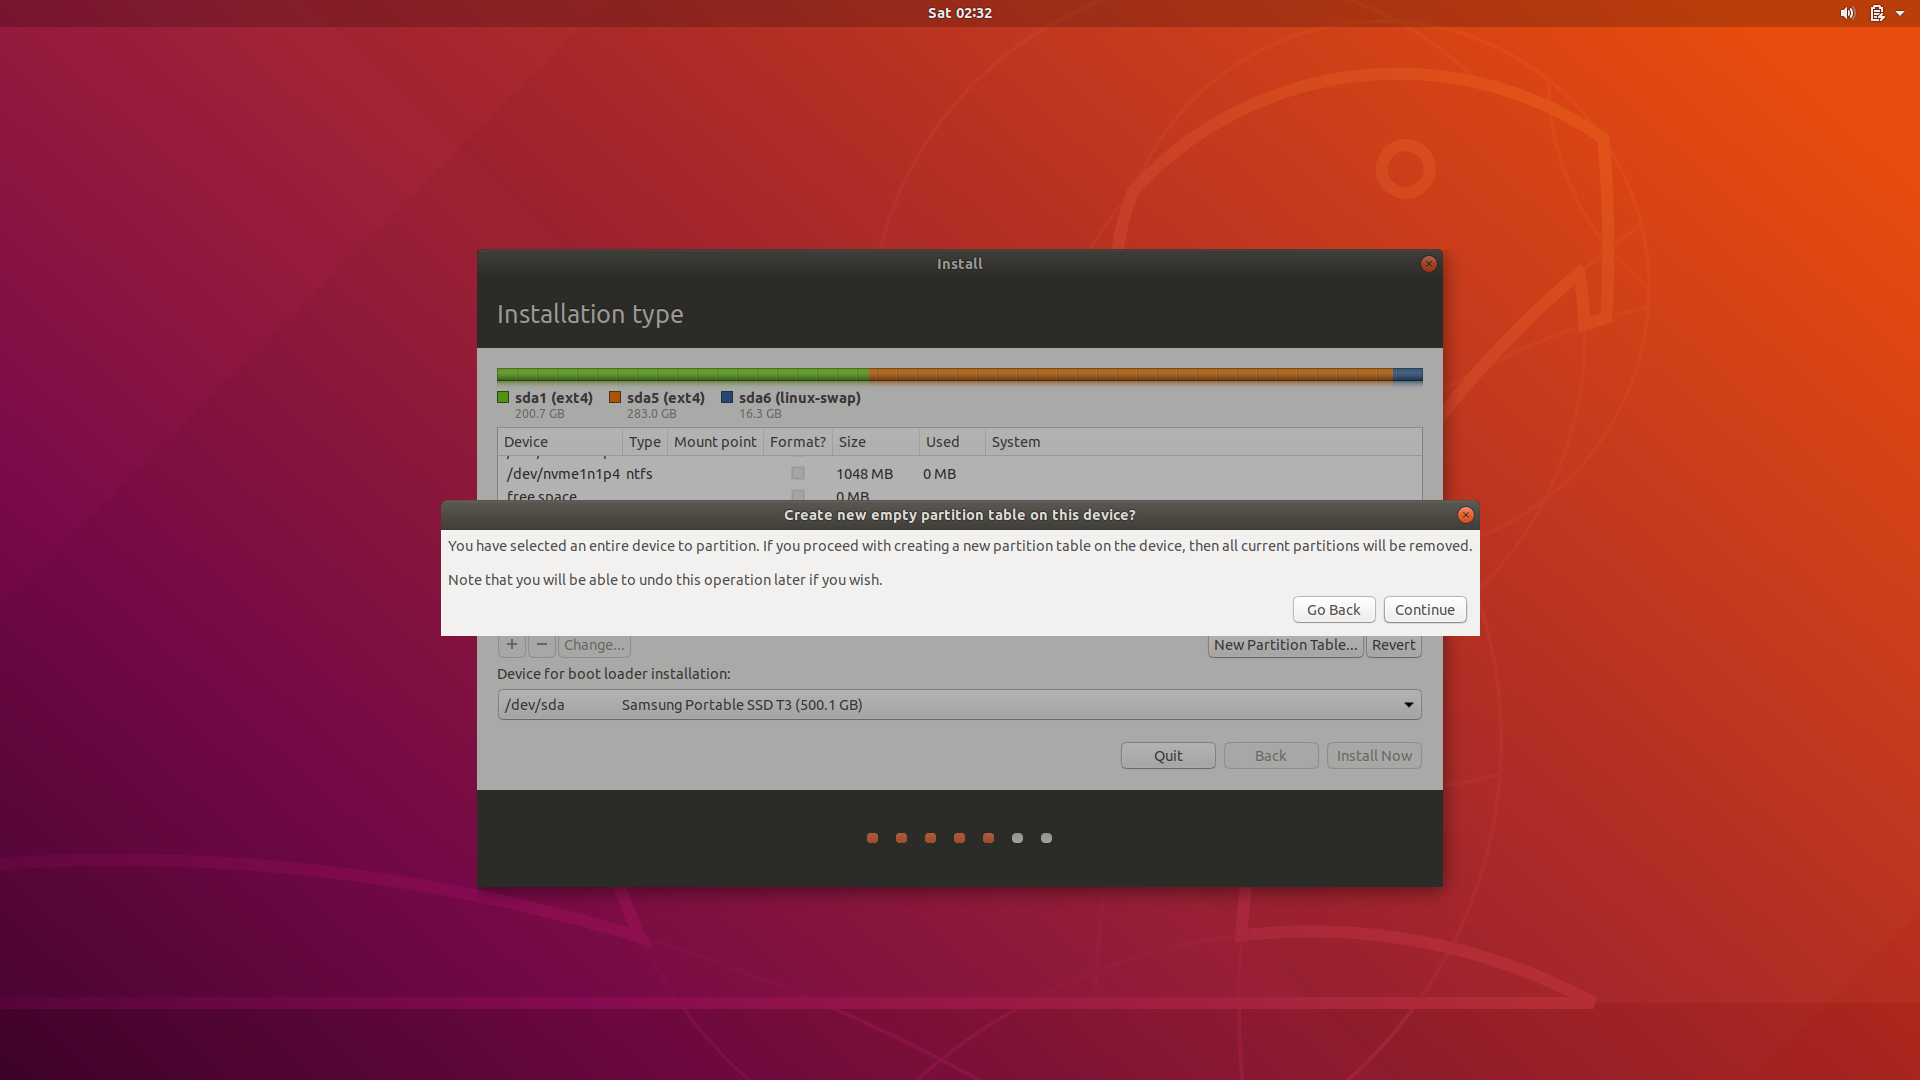 Sat 02:32
Install
Installation type
sda1 (ext4) sda5 (ext4) sda6 (linux-swap)
200.7 GB 283.0 GB 16.3 GB
Device Type Mount point Format? Size Used System
/dev/nvme1n1p4 ntfs 1048 MB 0 MB
free space 0 MB
Create new empty partition table on this device?
You have selected an entire device to partition. If you proceed with creating a new partition table on the device, then all current partitions will be removed.
Note that you will be able to undo this operation later if you wish.
Go Back Continue
+ − Change... New Partition Table... Revert
Device for boot loader installation:
/dev/sda Samsung Portable SSD T3 (500.1 GB)
Quit Back Install Now